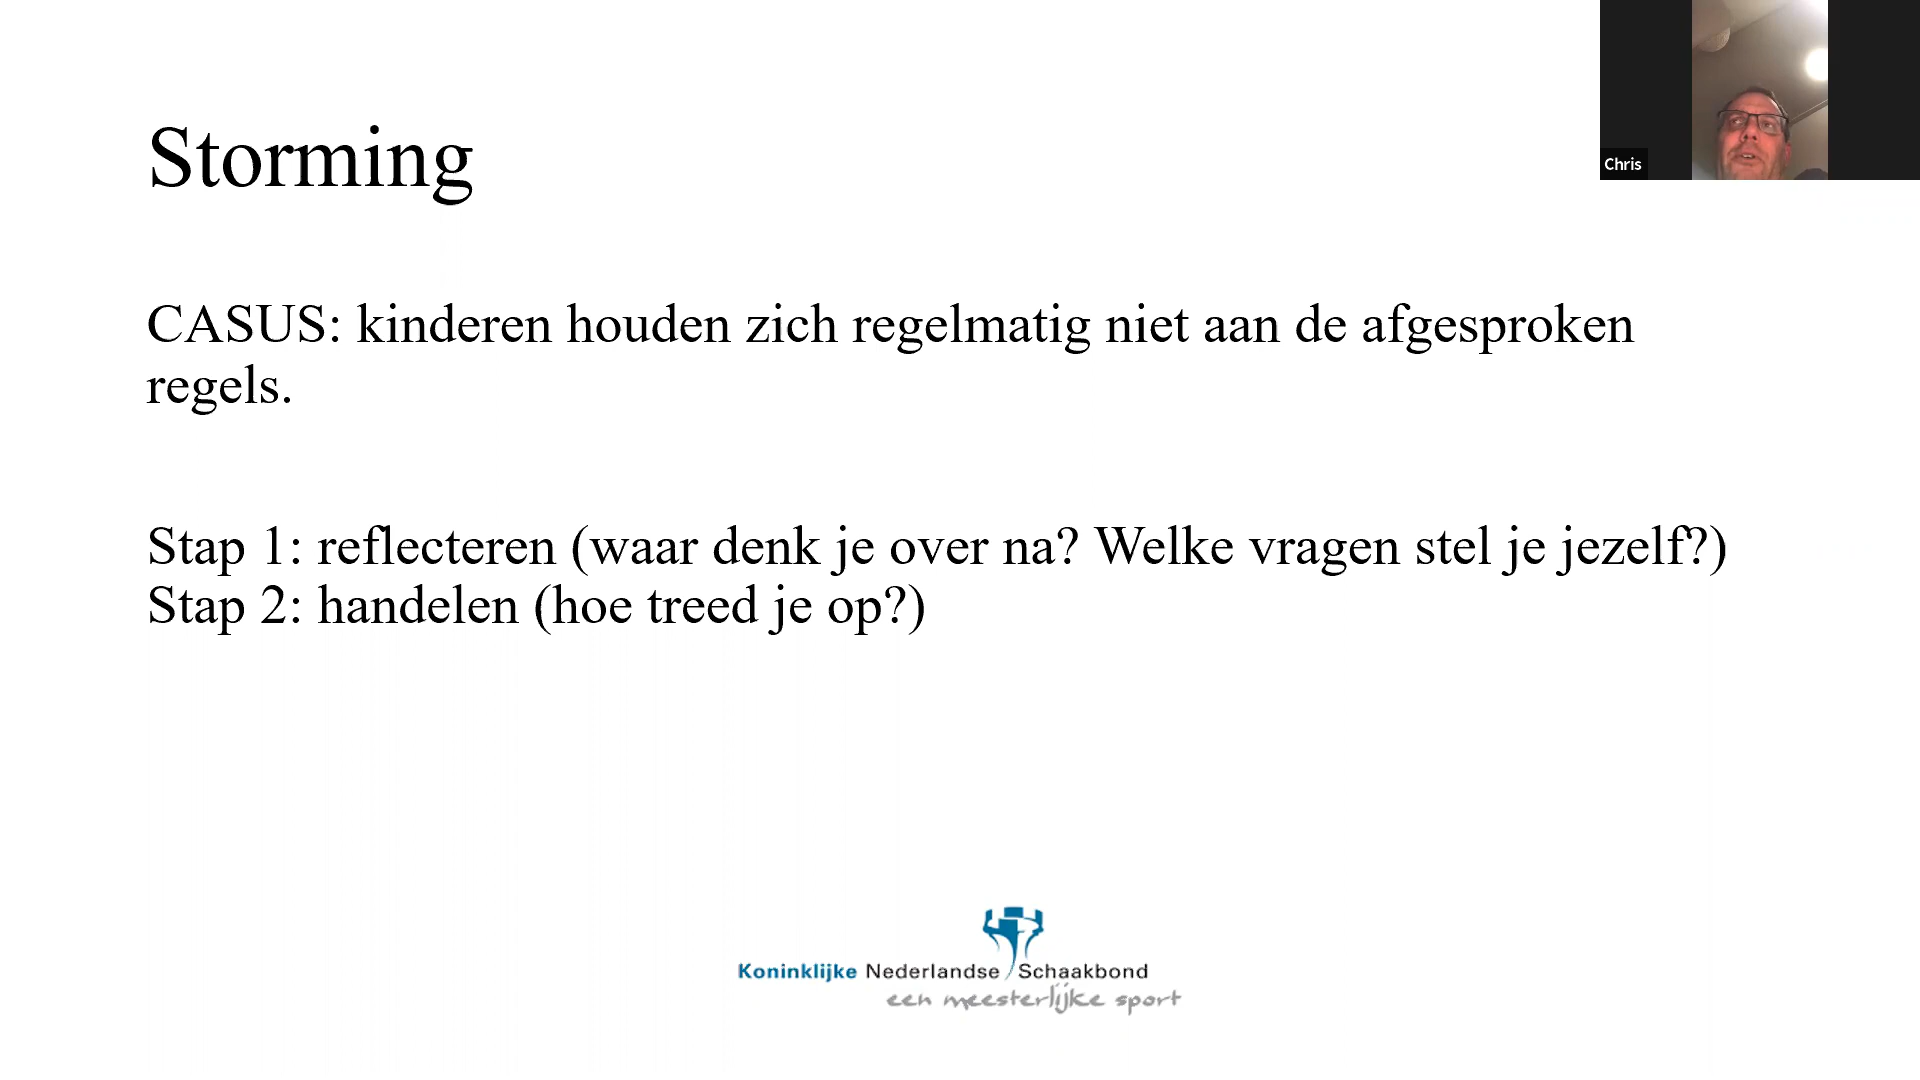 Storming
Chris
CASUS: kinderen houden zich regelmatig niet aan de afgesproken
regels.
Stap 1: reflecteren (waar denk je over na? Welke vragen stel je jezelf?)
Stap 2: handelen (hoe treed je op?)
Koninklijke Nederlandse Schaakbond
een meesterlijke sport